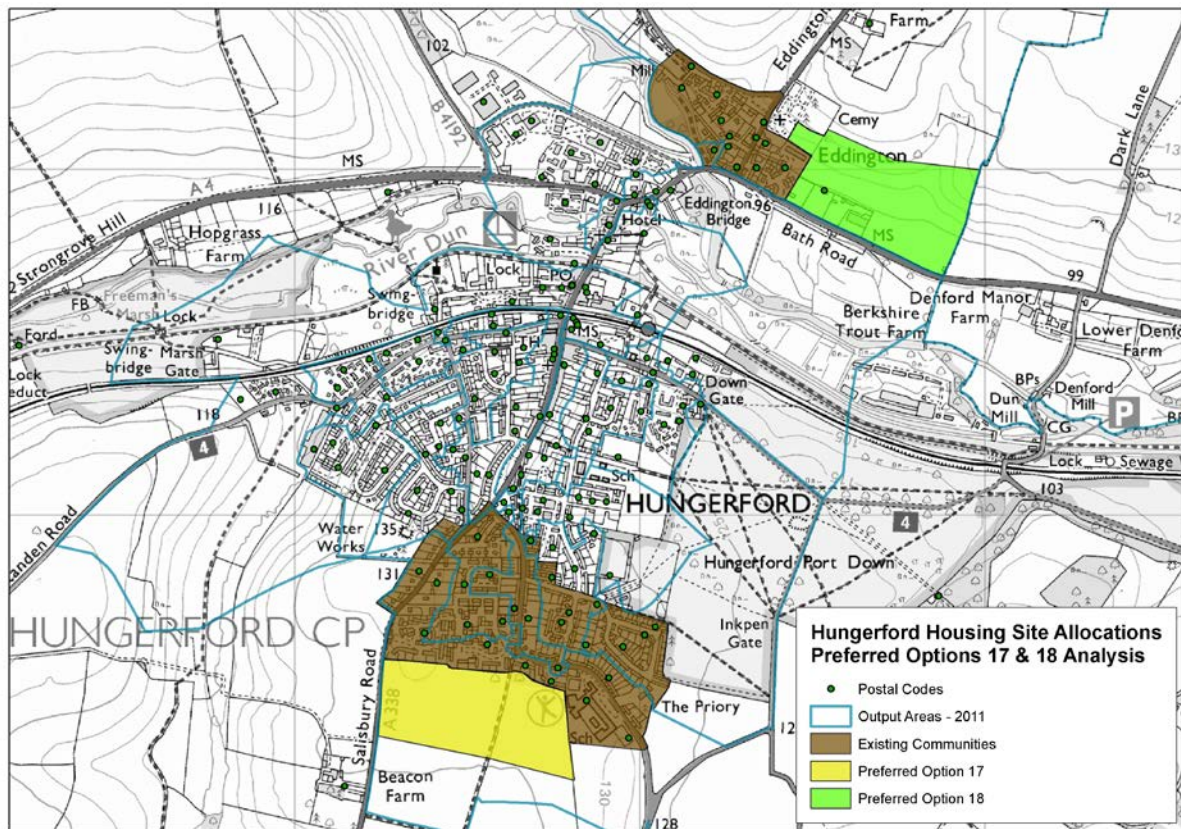 102
B 4192
Mill
Eddington
Farm
MS
Cemy
Dark Lane
MS
A 4
116
Strongrove Hill
Hopgrass
Farm
River Dun
Hotel
Eddington
Bridge
96
Eddington
MS
Bath Road
99
FB
Freeman's
Marsh Lock
Swing-
bridge
Lock
PO
MS
TH
Berkshire
Trout Farm
Denford Manor
Farm
Lower Denford
Farm
Ford
Lock
Swing-
bridge
Marsh
Gate
118
4
Down
Gate
BPs
Dun
Mill
Denford
Mill
CG
P
Lock
Sewage
103
Sch
HUNGERFORD
4
Water
Works
135
131
Hungerford Port Down
Inkpen
Gate
HUNGERFORD CP
Salisbury Road
A 338
The Priory
Sch
Beacon
Farm
130
128
Hungerford Housing Site Allocations
Preferred Options 17 & 18 Analysis
Postal Codes
Output Areas - 2011
Existing Communities
Preferred Option 17
Preferred Option 18